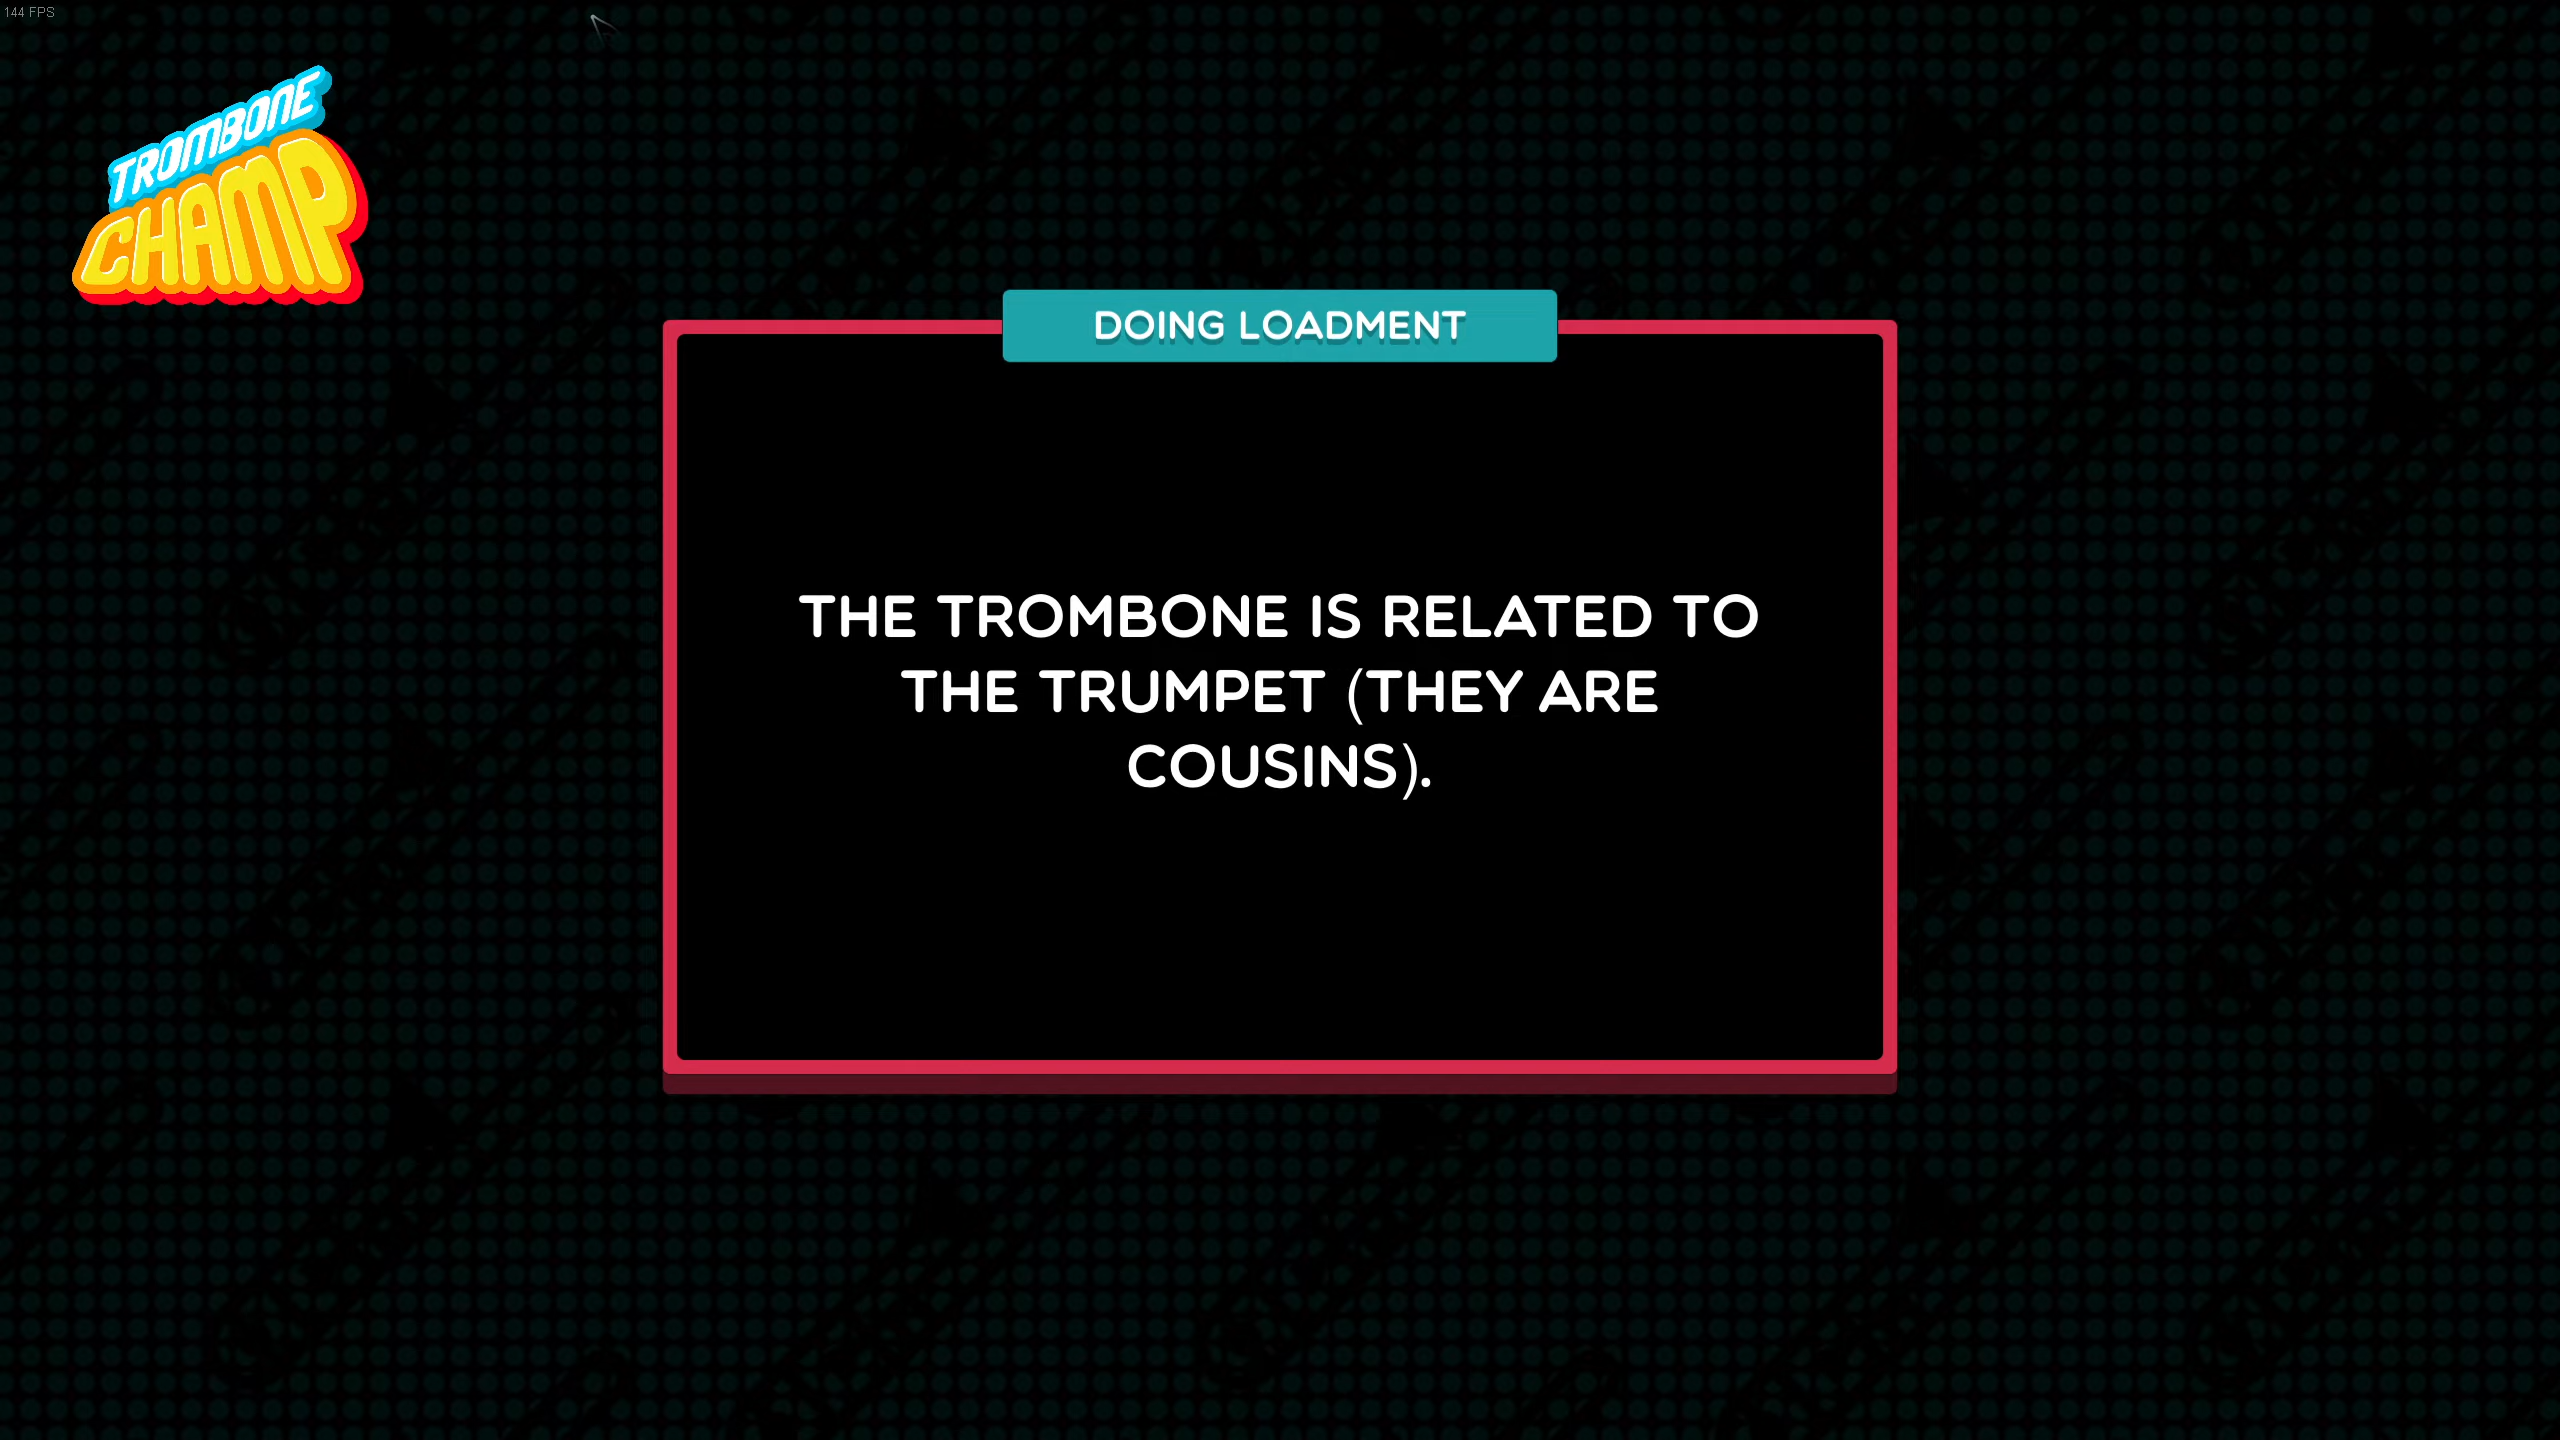 144 FPS
TROMBONE
CHAMP
DOING LOADMENT
THE TROMBONE IS RELATED TO
THE TRUMPET (THEY ARE
COUSINS).